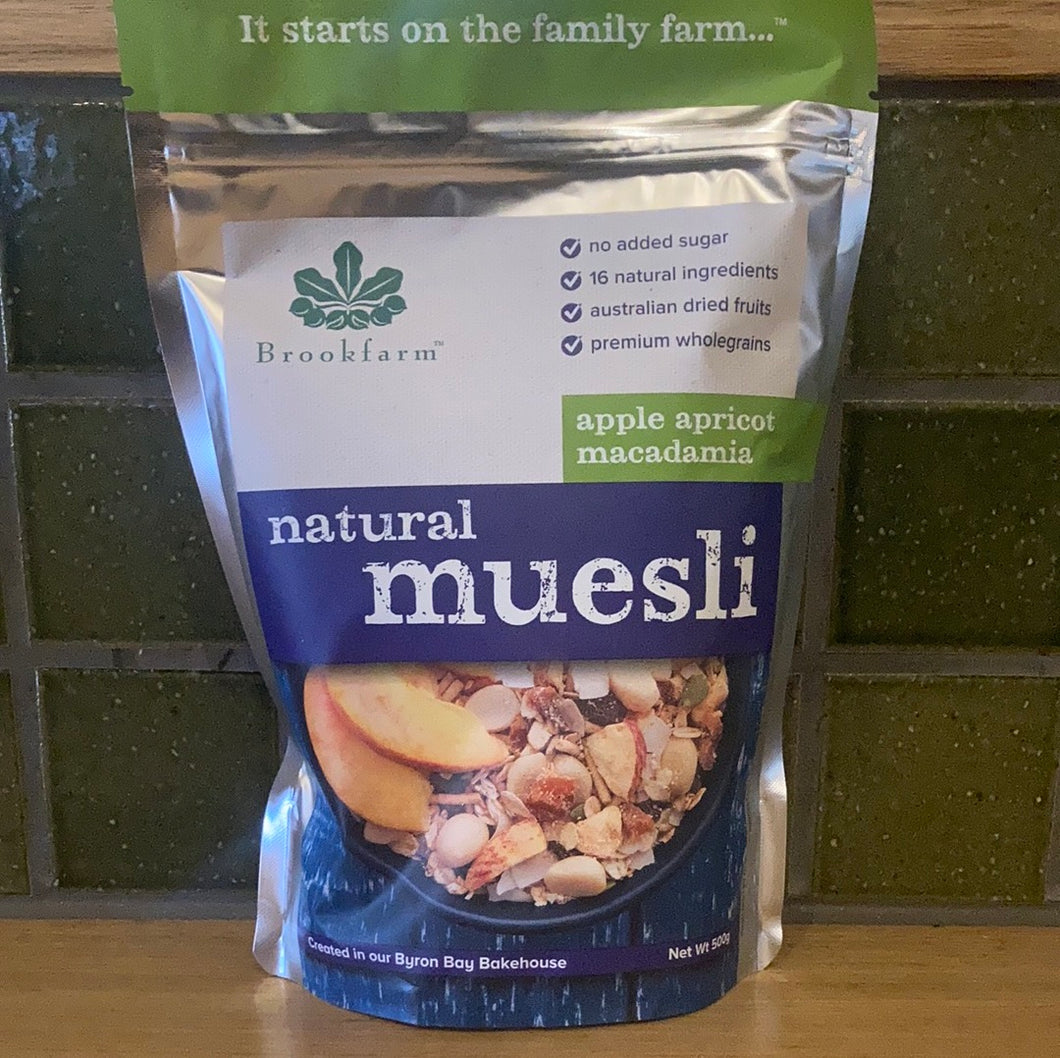 It starts on the family farm...™
Brookfarm™
no added sugar
16 natural ingredients
australian dried fruits
premium wholegrains
apple apricot
macadamia
natural
muesli
Created in our Byron Bay Bakehouse
Net Wt 500g